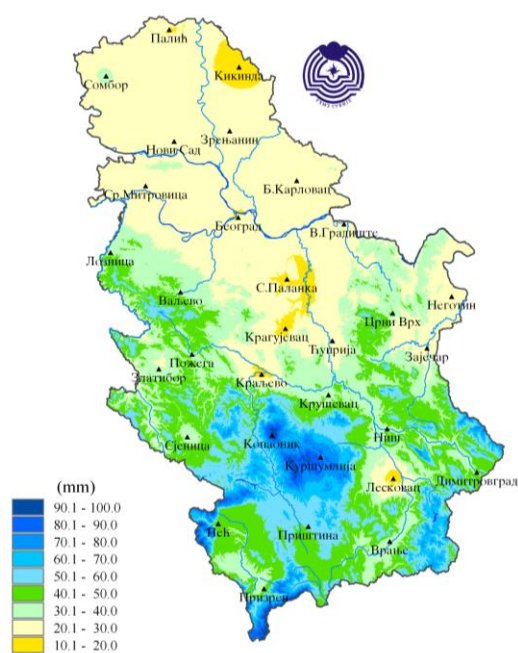 Палић
Кикинда
Сомбор
Зрењанин
Нови Сад
Б.Карловац
Ср.Митровица
Београд
В.Градиште
Лозница
С.Паланка
Ваљево
Неготин
Црни Врх
Крагујевац
Ћуприја
Зајечар
Пожега
Златибор
Краљево
Крушевац
Ниш
Сјеница
Копаоник
Куршумлија
Димитровград
Лесковац
(mm)
90.1 - 100.0
80.1 - 90.0
70.1 - 80.0
60.1 - 70.0
50.1 - 60.0
40.1 - 50.0
30.1 - 40.0
20.1 - 30.0
10.1 - 20.0
Пећ
Приштина
Врање
Призрен